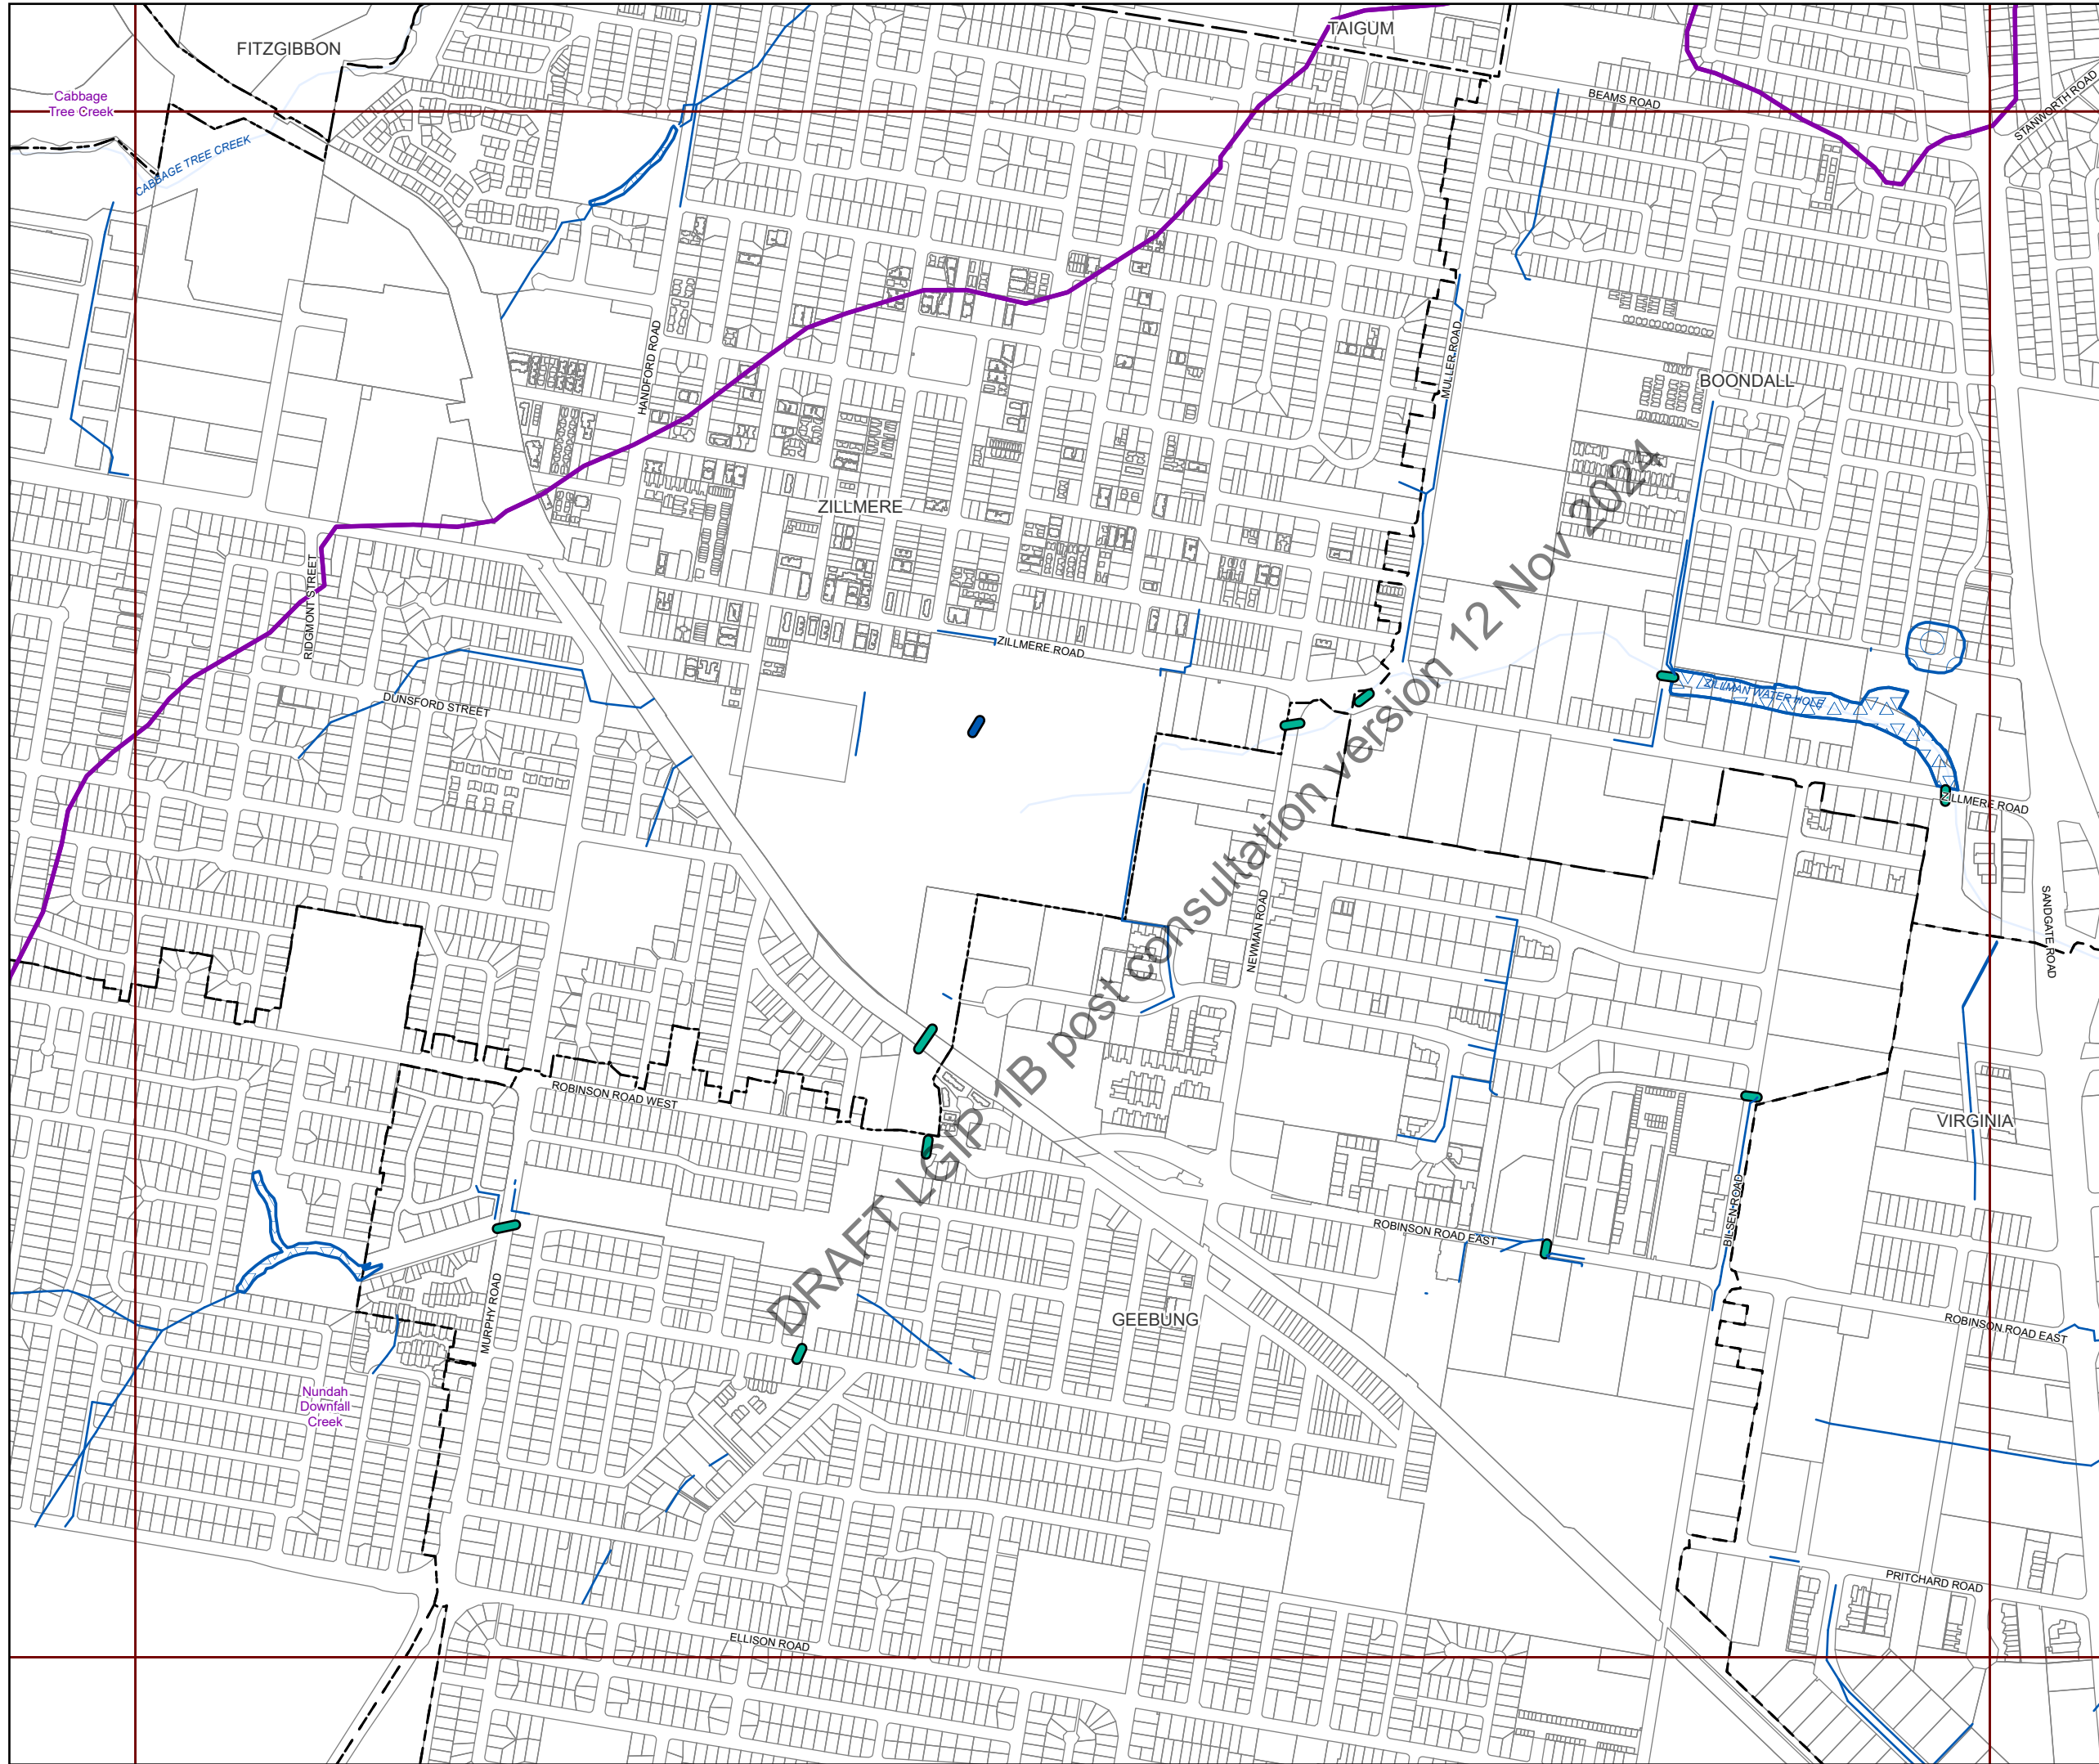 TAIGUM
FITZGIBBON
Cabbage
Tree Creek
BEAMS ROAD
STANWORTH ROAD
CABBAGE TREE CREEK
HANDFORD ROAD
MULLER ROAD
BOONDALL
ZILLMERE
RIDGMONT STREET
ZILLMERE ROAD
DUNSFORD STREET
ZILLMAN WATER HOLE
ZILLMERE ROAD
NEWMAN ROAD
SANDGATE ROAD
DRAFT LGIP 1B post consultation version 12 Nov 2024
ROBINSON ROAD WEST
VIRGINIA
BILSEN ROAD
ROBINSON ROAD EAST
MURPHY ROAD
GEEBUNG
ROBINSON ROAD EAST
Nundah
Downfall
Creek
PRITCHARD ROAD
ELLISON ROAD